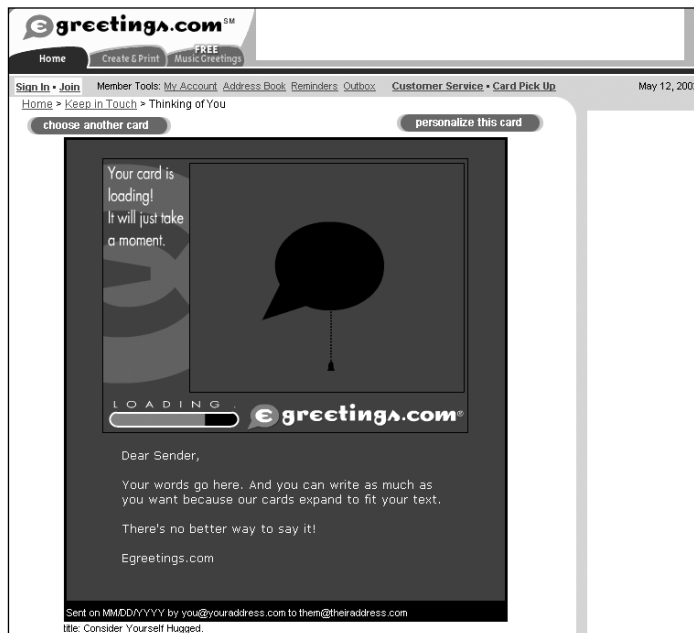 egreetings.com SM
Home
Create & Print
FREE
Music Greetings
Sign In • Join Member Tools: My Account Address Book Reminders Outbox Customer Service • Card Pick Up May 12, 200
Home > Keep in Touch > Thinking of You
choose another card personalize this card
Your card is
loading!
It will just take
a moment.
LOADING.
egreetings.com®
Dear Sender,
Your words go here. And you can write as much as
you want because our cards expand to fit your text.
There's no better way to say it!
Egreetings.com
Sent on MM/DD/YYYY by you@youraddress.com to them@theiraddress.com
title: Consider Yourself Hugged.